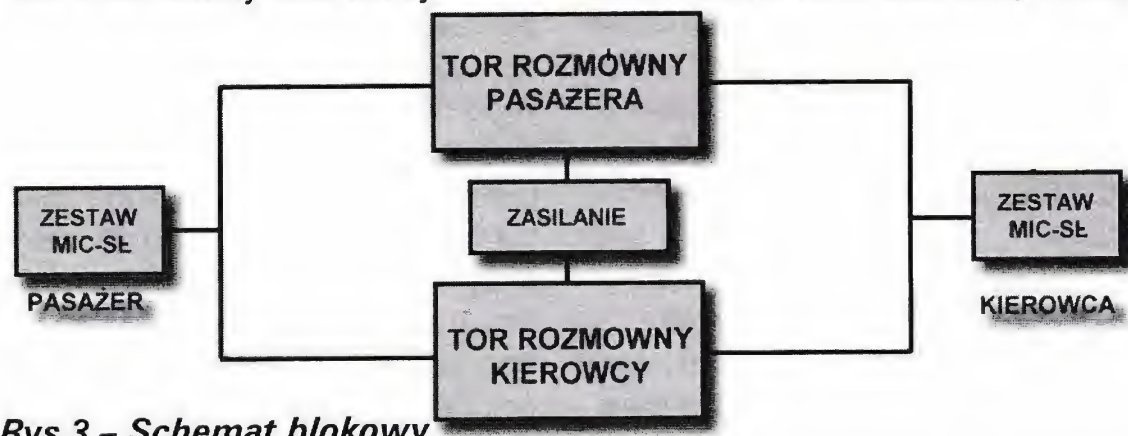 TOR ROZMÓWNY
PASAŻERA
ZESTAW
MIC-SŁ
PASAŻER
ZASILANIE
ZESTAW
MIC-SŁ
KIEROWCA
TOR ROZMOWNY
KIEROWCY
Rys 3 – Schemat blokowy